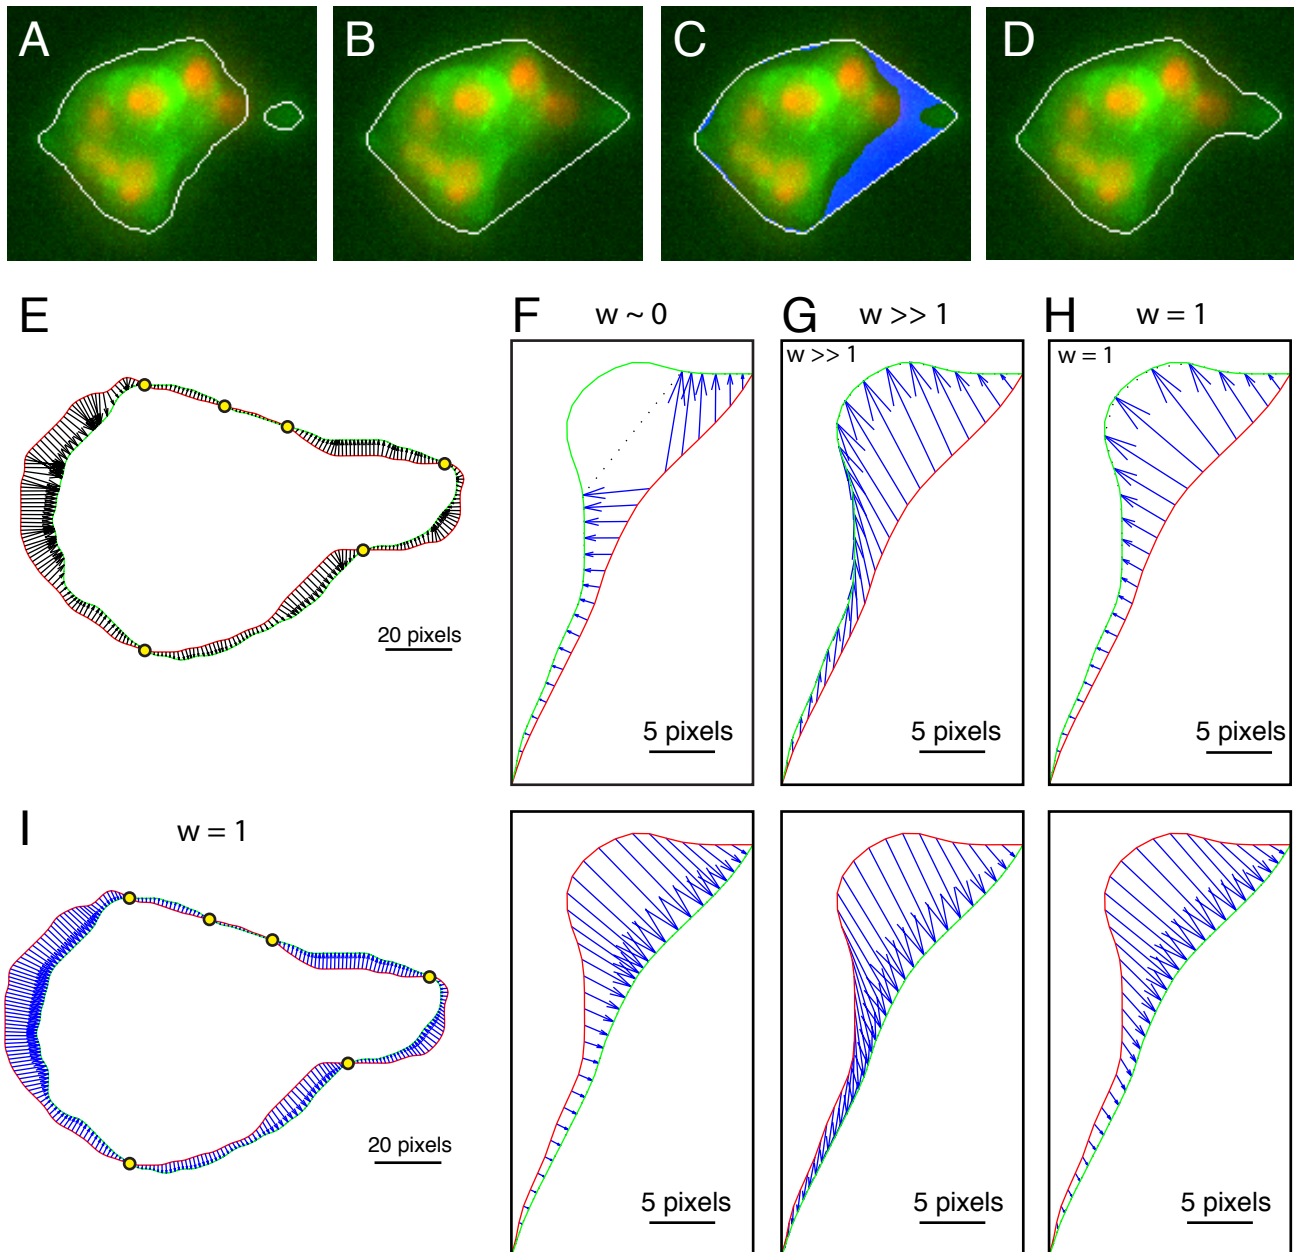 A B C D
E F w ~ 0 G w >> 1 H w = 1
w >> 1 w = 1
20 pixels
5 pixels 5 pixels 5 pixels
I w = 1
20 pixels
5 pixels 5 pixels 5 pixels